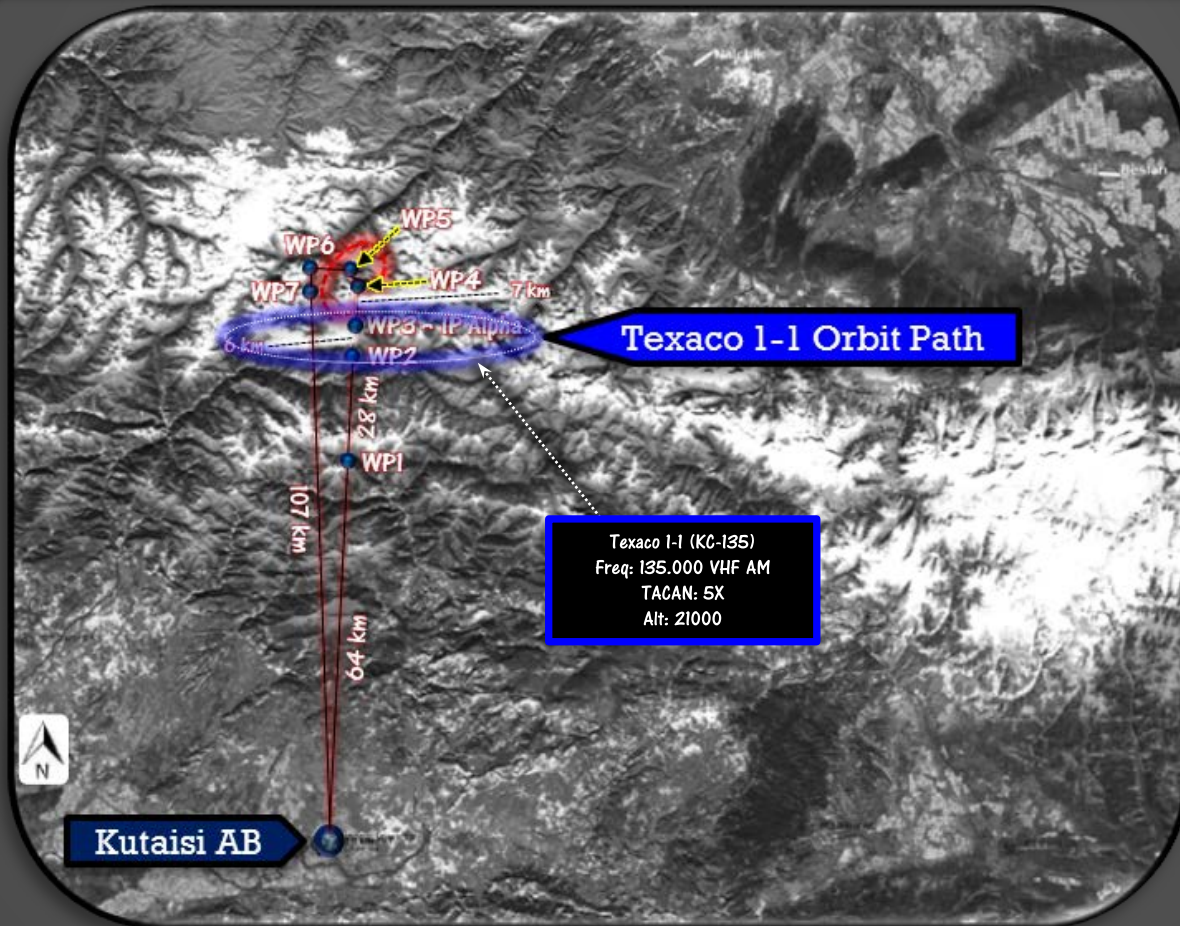 Nalchik
Beslan
WP5
WP6
WP4
WP7
7 km
WP3 ~ IP Alpha
Texaco 1-1 Orbit Path
6 km
WP2
28 km
WP1
107 km
Texaco 1-1 (KC-135)
Freq: 135.000 VHF AM
TACAN: 5X
Alt: 21000
64 km
N
Kutaisi AB